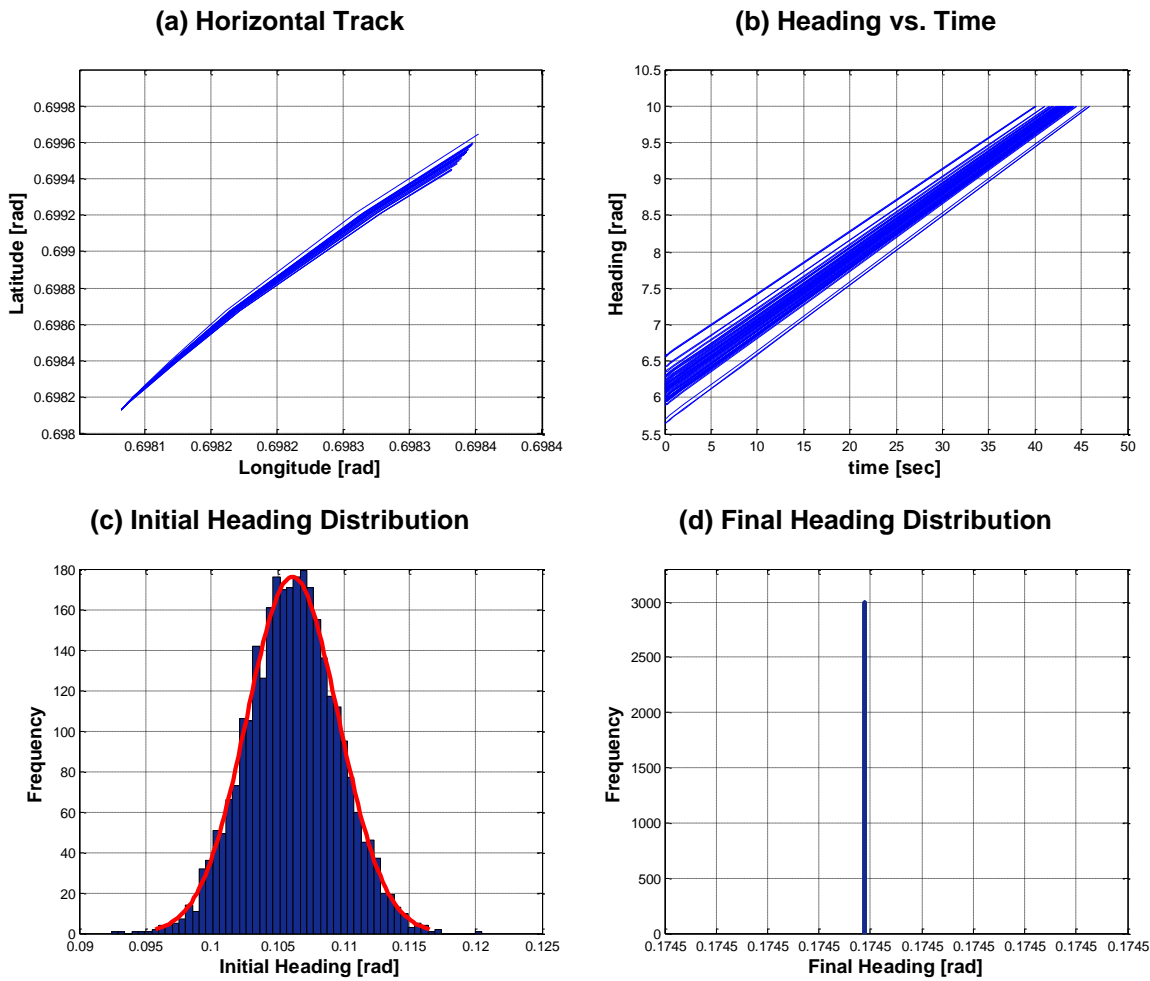 (a) Horizontal Track
0.6998
0.6996
0.6994
0.6992
0.699
0.6988
0.6986
0.6984
0.6982
0.698
Latitude [rad]
0.6981 0.6982 0.6982 0.6983 0.6983 0.6984 0.6984
Longitude [rad]
(b) Heading vs. Time
10.5
10
9.5
9
8.5
8
7.5
7
6.5
6
5.5
Heading [rad]
0 5 10 15 20 25 30 35 40 45 50
time [sec]
(c) Initial Heading Distribution
180
160
140
120
100
80
60
40
20
0
Frequency
0.09 0.095 0.1 0.105 0.11 0.115 0.12 0.125
Initial Heading [rad]
(d) Final Heading Distribution
3000
2500
2000
1500
1000
500
0
Frequency
0.1745 0.1745 0.1745 0.1745 0.1745 0.1745 0.1745 0.1745 0.1745 0.1745
Final Heading [rad]